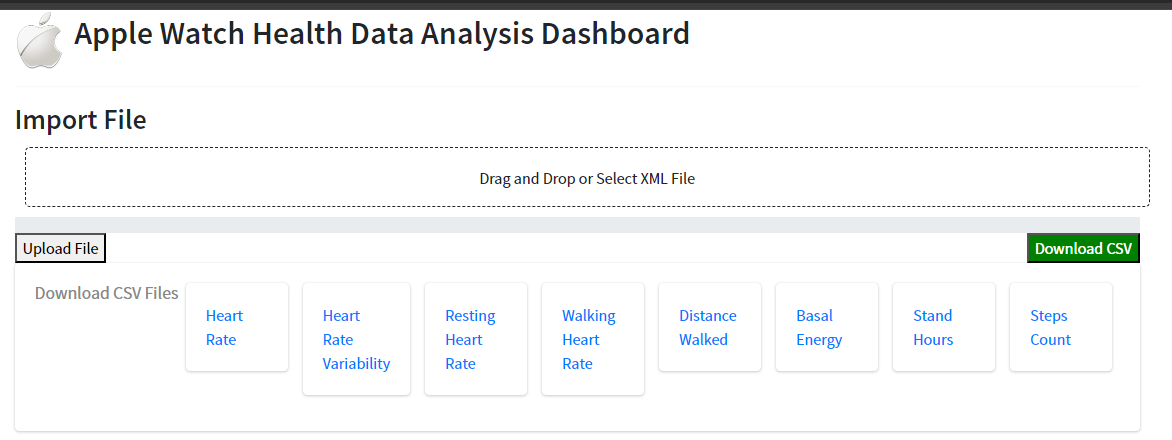 Apple Watch Health Data Analysis Dashboard
Import File
Drag and Drop or Select XML File
Upload File
Download CSV
Download CSV Files
Heart
Rate
Heart
Rate
Variability
Resting
Heart
Rate
Walking
Heart
Rate
Distance
Walked
Basal
Energy
Stand
Hours
Steps
Count